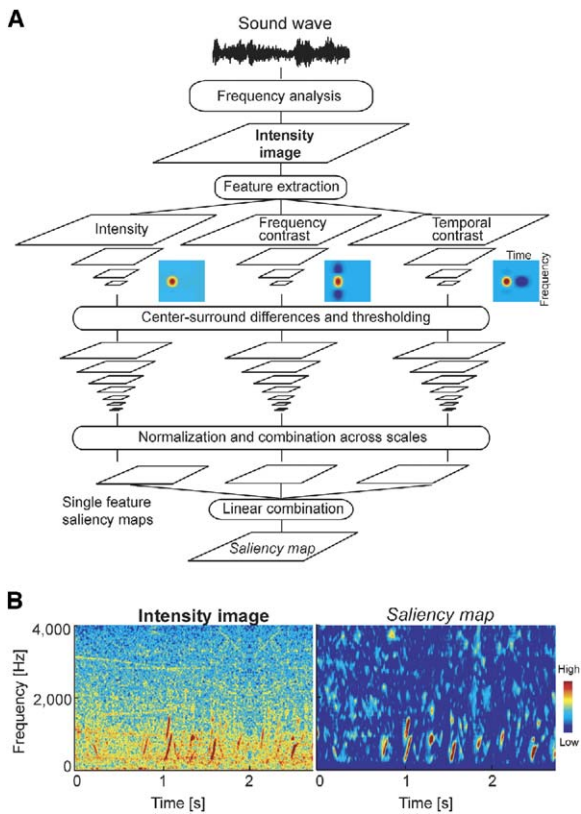 A
Sound wave
Frequency analysis
Intensity
image
Feature extraction
Intensity
Frequency
contrast
Temporal
contrast
Time
Frequency
Center-surround differences and thresholding
Normalization and combination across scales
Single feature
saliency maps
Linear combination
Saliency map
B
Intensity image
Saliency map
4,000
2,000
0
Frequency [Hz]
High
Low
0
1
2
1
2
Time [s]
Time [s]